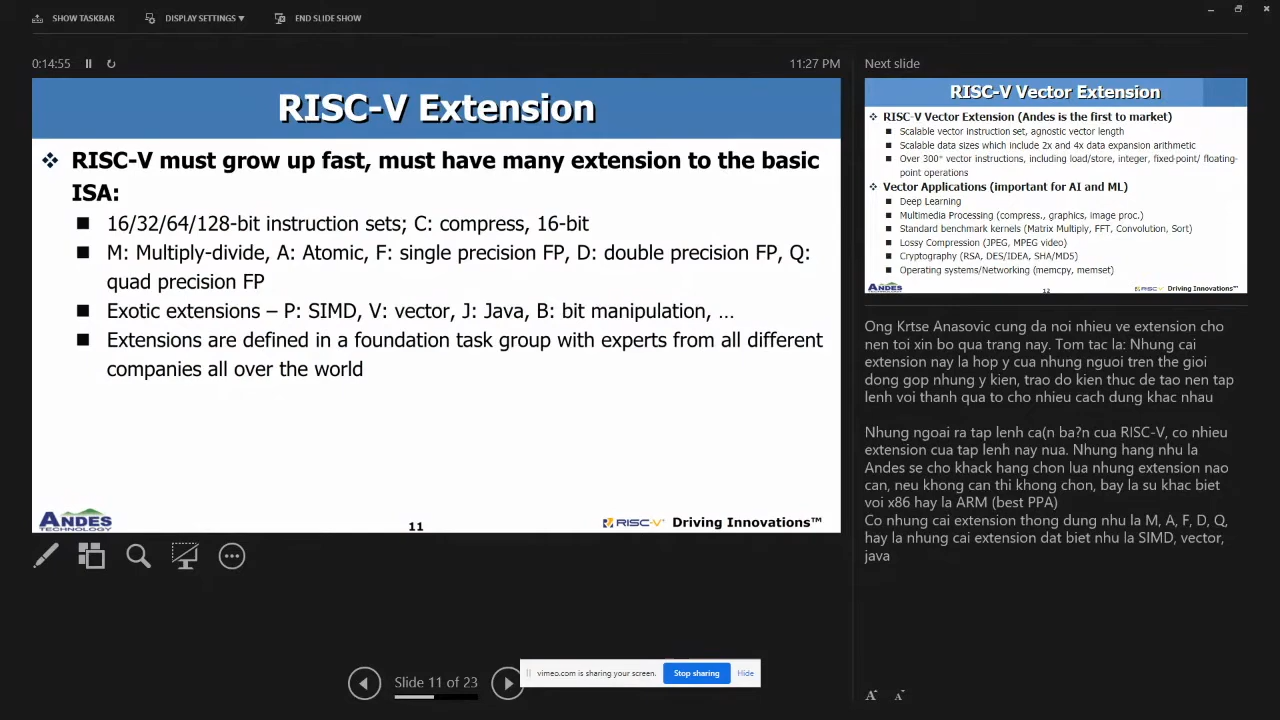 SHOW TASKBAR
DISPLAY SETTINGS ▼
END SLIDE SHOW
0:14:55
11:27 PM
RISC-V Extension
❖ RISC-V must grow up fast, must have many extension to the basic
ISA:
■ 16/32/64/128-bit instruction sets; C: compress, 16-bit
■ M: Multiply-divide, A: Atomic, F: single precision FP, D: double precision FP, Q:
quad precision FP
■ Exotic extensions – P: SIMD, V: vector, J: Java, B: bit manipulation, …
■ Extensions are defined in a foundation task group with experts from all different
companies all over the world
ANDES
TECHNOLOGY
11
RISC-V Driving Innovations™
Slide 11 of 23
vimeo.com is sharing your screen.
Stop sharing
Hide
Next slide
RISC-V Vector Extension
❖ RISC-V Vector Extension (Andes is the first to market)
■ Scalable vector instruction set, agnostic vector length
■ Scalable data sizes which include 2x and 4x data expansion arithmetic
■ Over 300⁺ vector instructions, including load/store, integer, fixed-point/ floating-
point operations
❖ Vector Applications (important for AI and ML)
■ Deep Learning
■ Multimedia Processing (compress., graphics, image proc.)
■ Standard benchmark kernels (Matrix Multiply, FFT, Convolution, Sort)
■ Lossy Compression (JPEG, MPEG video)
■ Cryptography (RSA, DES/IDEA, SHA/MD5)
■ Operating systems/Networking (memcpy, memset)
ANDES
12
RISC-V Driving Innovations™
Ong Krtse Anasovic cung da noi nhieu ve extension cho
nen toi xin bo qua trang nay. Tom tac la: Nhung cai
extension nay la hop y cua nhung nguoi tren the gioi
dong gop nhung y kien, trao do kien thuc de tao nen tap
lenh voi thanh qua to cho nhieu cach dung khac nhau
Nhung ngoai ra tap lenh ca(n ba?n cua RISC-V, co nhieu
extension cua tap lenh nay nua. Nhung hang nhu la
Andes se cho khack hang chon lua nhung extension nao
can, neu khong can thi khong chon, bay la su khac biet
voi x86 hay la ARM (best PPA)
Co nhung cai extension thong dung nhu la M, A, F, D, Q,
hay la nhung cai extension dat biet nhu la SIMD, vector,
java
A A